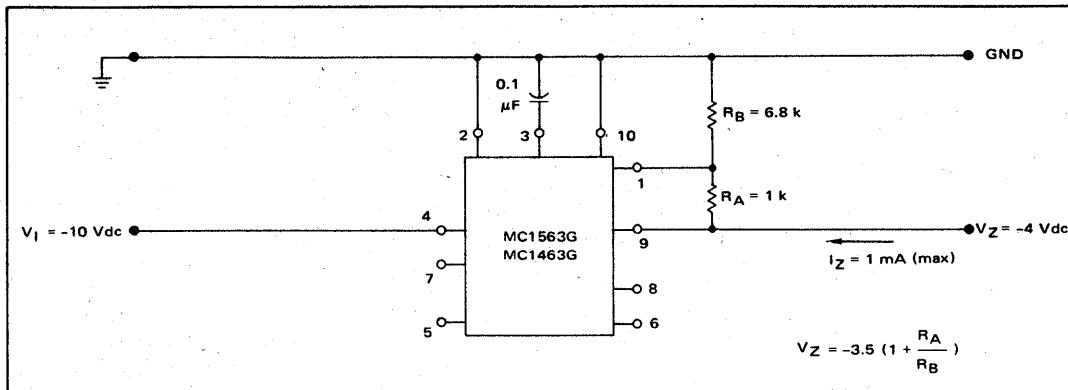 GND
0.1
µF
R_B = 6.8 k
2
3
10
1
R_A = 1 k
4
V_I = -10 Vdc
MC1563G
MC1463G
9
V_Z = -4 Vdc
I_Z = 1 mA (max)
7
8
5
6
V_Z = -3.5 (1 + R_A / R_B)